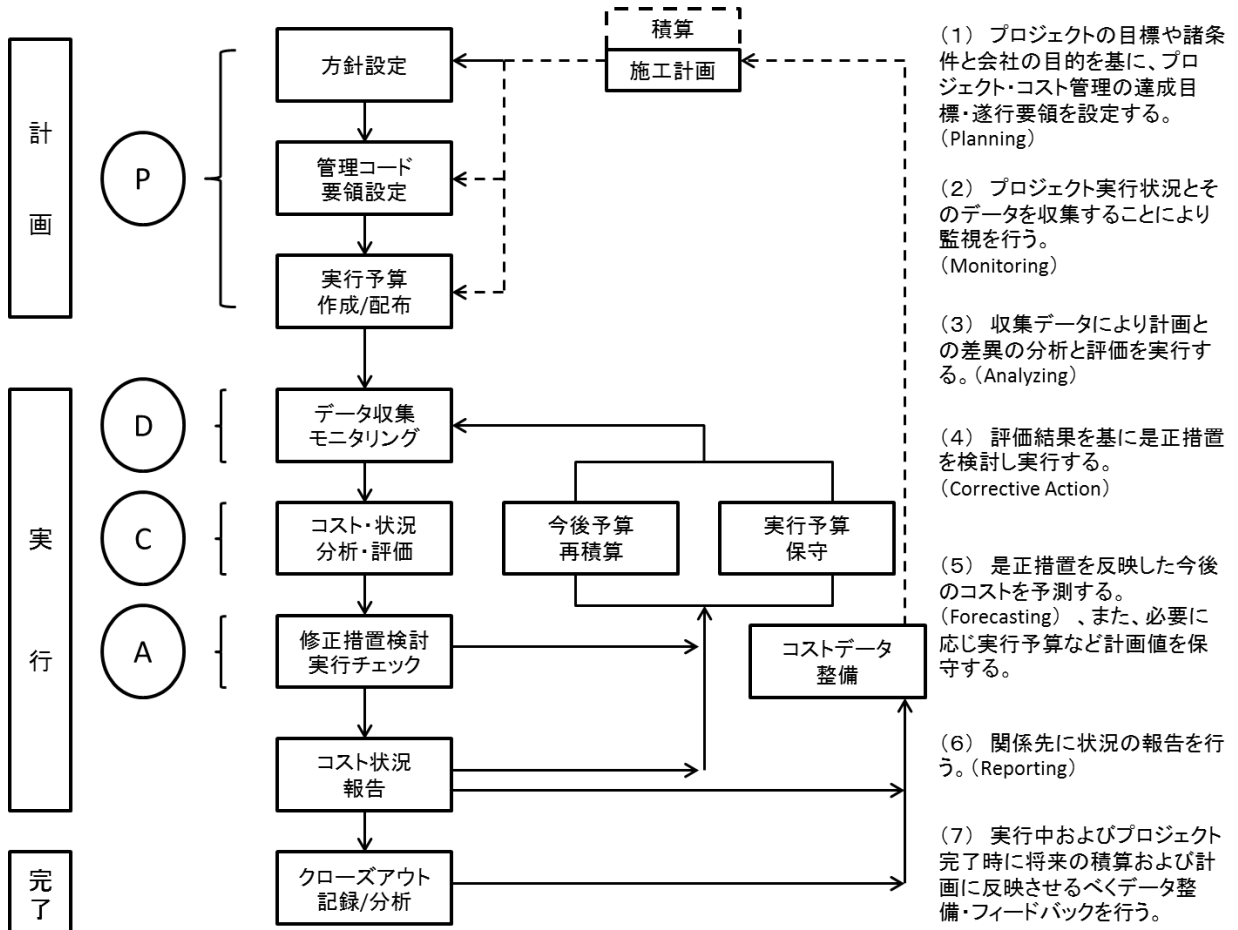 計
画
P
方針設定
積算
施工計画
管理コード
要領設定
実行予算
作成/配布
実
行
D
データ収集
モニタリング
C
コスト・状況
分析・評価
今後予算
再積算
実行予算
保守
A
修正措置検討
実行チェック
コストデータ
整備
コスト状況
報告
完
了
クローズアウト
記録/分析
（１） プロジェクトの目標や諸条
件と会社の目的を基に、プロ
ジェクト・コスト管理の達成目
標・遂行要領を設定する。
（Planning）
（２） プロジェクト実行状況とそ
のデータを収集することにより
監視を行う。
（Monitoring）
（３） 収集データにより計画と
の差異の分析と評価を実行す
る。（Analyzing）
（４） 評価結果を基に是正措置
を検討し実行する。
（Corrective Action）
（５） 是正措置を反映した今後
のコストを予測する。
（Forecasting） 、また、必要に
応じ実行予算など計画値を保
守する。
（６） 関係先に状況の報告を行
う。（Reporting）
（７） 実行中およびプロジェクト
完了時に将来の積算および計
画に反映させるべくデータ整
備・フィードバックを行う。